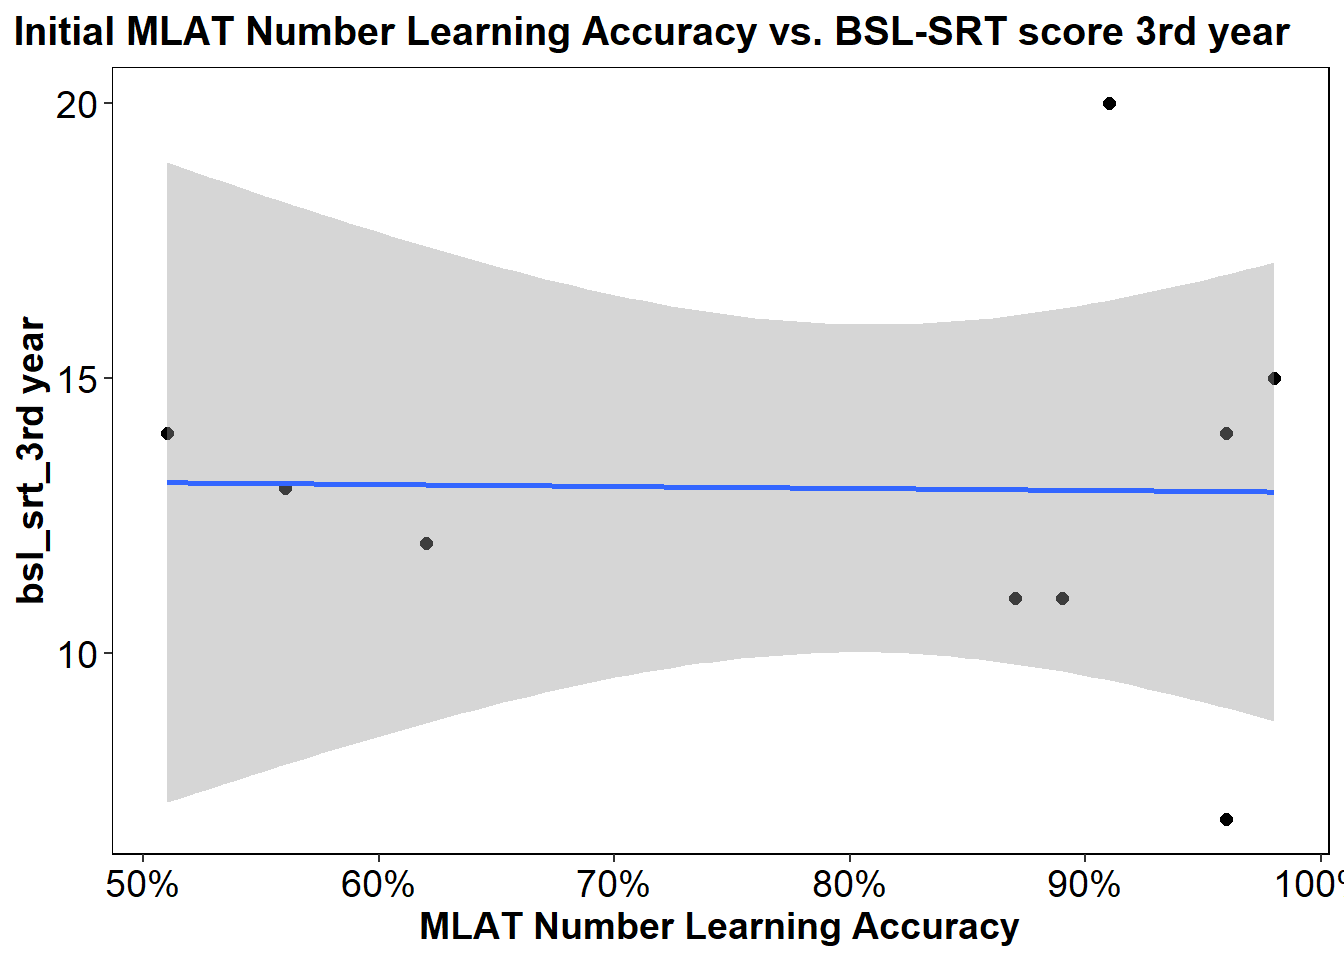 Initial MLAT Number Learning Accuracy vs. BSL-SRT score 3rd year
20
15
10
bsl_srt_3rd year
50% 60% 70% 80% 90% 100%
MLAT Number Learning Accuracy